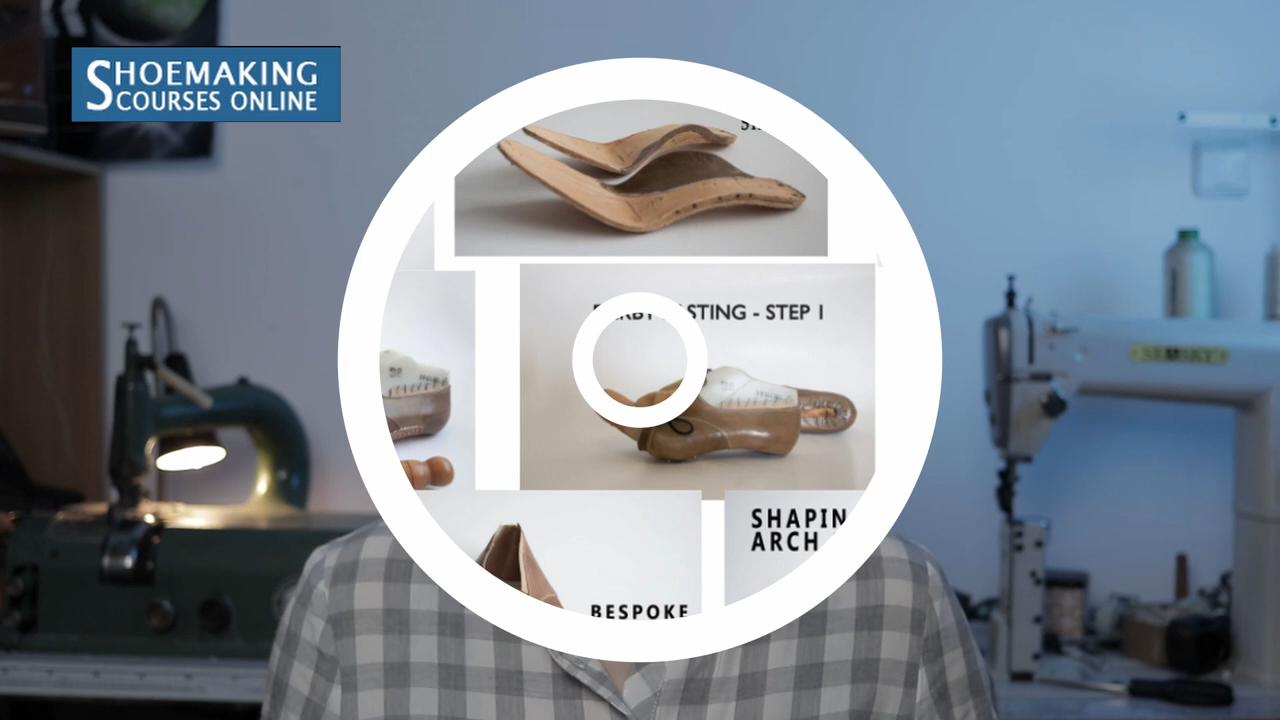 SHOEMAKING
COURSES ONLINE
STING - STEP 1
SHAPIN
ARCH
BESPOKE